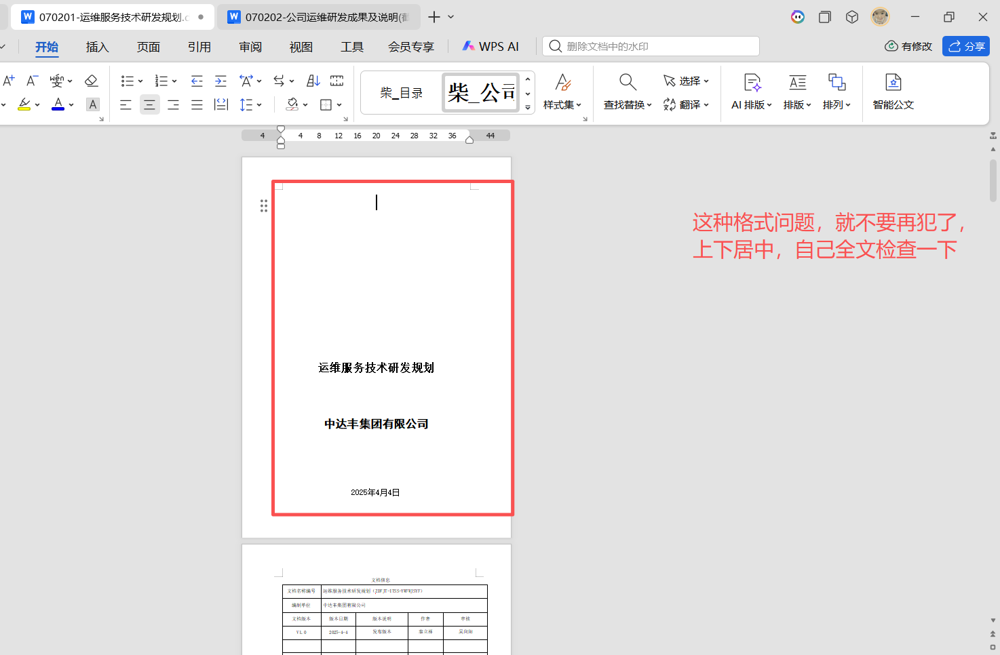 070201-运维服务技术研发规划.
070202-公司运维研发成果及说明(
开始 插入 页面 引用 审阅 视图 工具 会员专享 WPS AI 删除文档中的水印 有修改 分享
wén 柴_目录 柴_公司 样式集 查找替换 选择 翻译 AI 排版 排版 排列 智能公文
4 4 8 12 16 20 24 28 32 36 44
这种格式问题，就不要再犯了，
上下居中，自己全文检查一下
运维服务技术研发规划
中达丰集团有限公司
2025年4月4日
文档信息
文档名称编号 运维服务技术研发规划（ZDFJT-ITSS-YWFWJSYF）
编制单位 中达丰集团有限公司
文档版本 版本日期 版本说明 作者 审核
V1.0 2025-4-4 发布版本 秦立祥 吴向阳